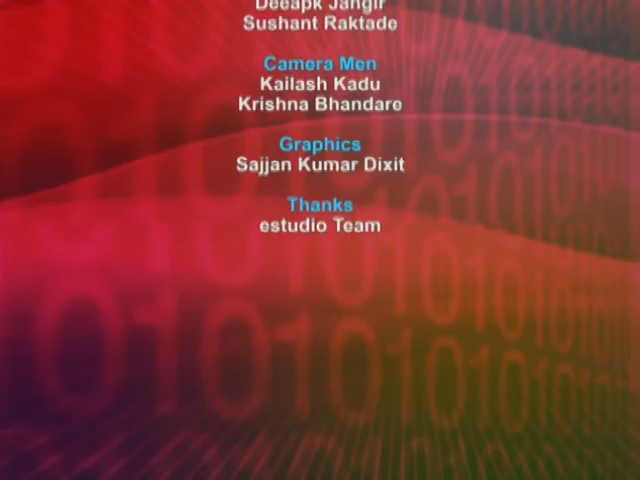 Deeapk Jangir
Sushant Raktade
Camera Men
Kailash Kadu
Krishna Bhandare
Graphics
Sajjan Kumar Dixit
Thanks
estudio Team